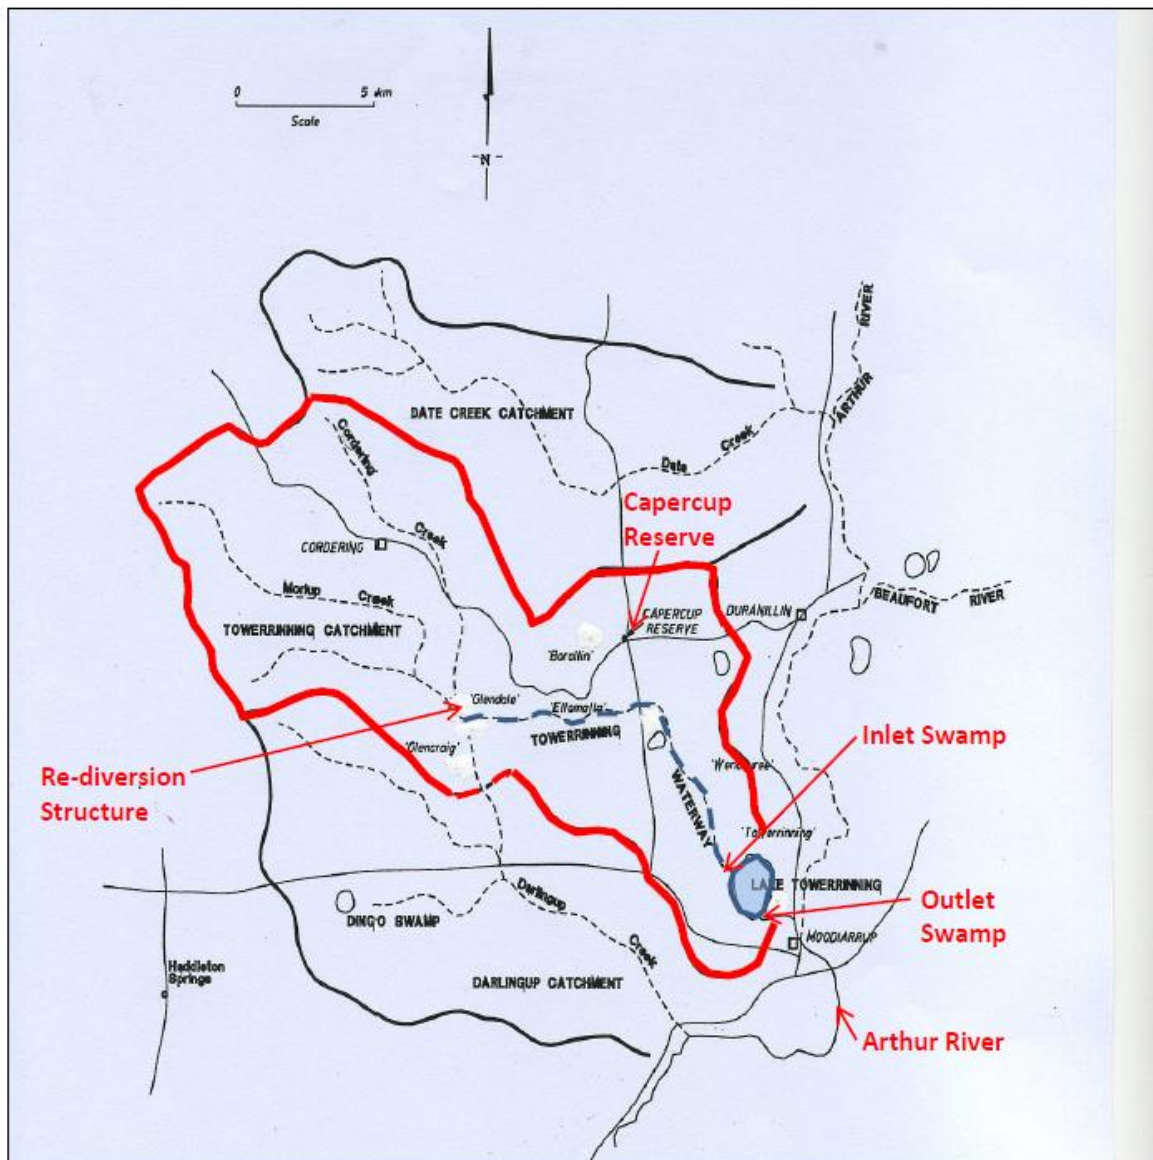 0 5 km
Scale
N
RIVER
ARTHUR
DATE CREEK CATCHMENT
Cordering
Creek
Date Creek
Capercup
Reserve
CORDERING
Morlup Creek
BEAUFORT RIVER
CAPERCUP
RESERVE
DURANILLIN
TOWERRINNING CATCHMENT
'Barallin'
'Glendale'
'Ellamalla'
TOWERRINNING
'Glencraig'
Inlet Swamp
Re-diversion
Structure
WATERWAY
'Towerrinning'
LAKE TOWERRINNING
Outlet
Swamp
Darlingup
Creek
DINGO SWAMP
MOODIARRUP
Haddleton
Springs
DARLINGUP CATCHMENT
Arthur River